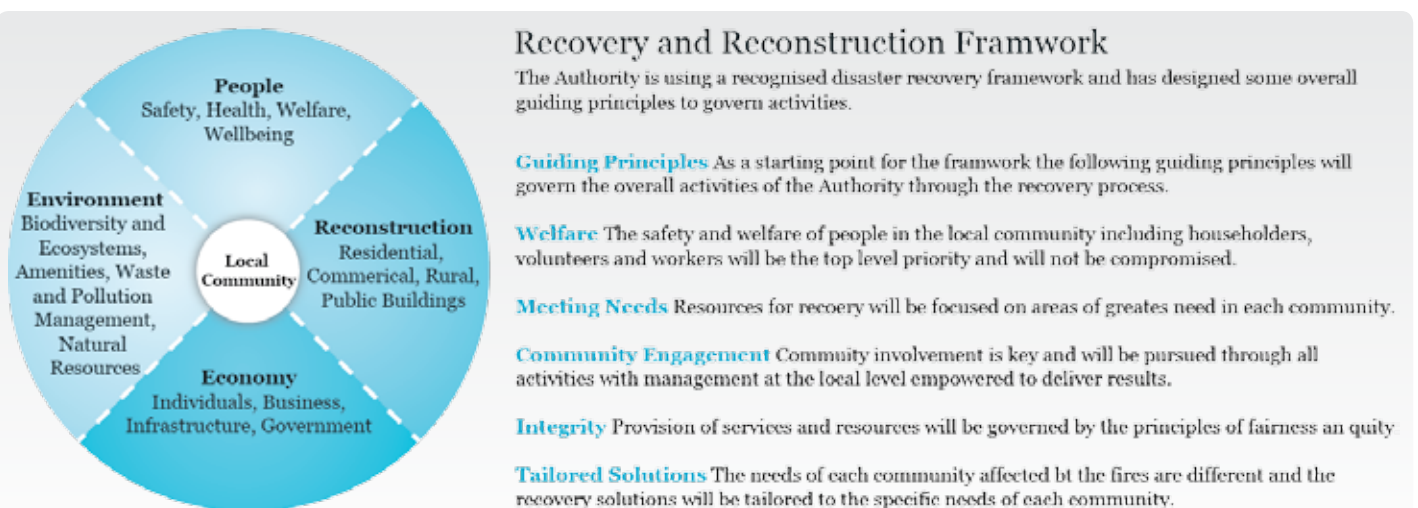 People
Safety, Health, Welfare,
Wellbeing
Environment
Biodiversity and
Ecosystems,
Amenities, Waste
and Pollution
Management,
Natural
Resources
Local
Community
Reconstruction
Residential,
Commerical, Rural,
Public Buildings
Economy
Individuals, Business,
Infrastructure, Government
Recovery and Reconstruction Framwork
The Authority is using a recognised disaster recovery framework and has designed some overall
guiding principles to govern activities.
Guiding Principles As a starting point for the framwork the following guiding principles will
govern the overall activities of the Authority through the recovery process.
Welfare The safety and welfare of people in the local community including householders,
volunteers and workers will be the top level priority and will not be compromised.
Meeting Needs Resources for recoery will be focused on areas of greates need in each community.
Community Engagement Commuity involvement is key and will be pursued through all
activities with management at the local level empowered to deliver results.
Integrity Provision of services and resources will be governed by the principles of fairness an quity
Tailored Solutions The needs of each community affected bt the fires are different and the
recovery solutions will be tailored to the specific needs of each community.